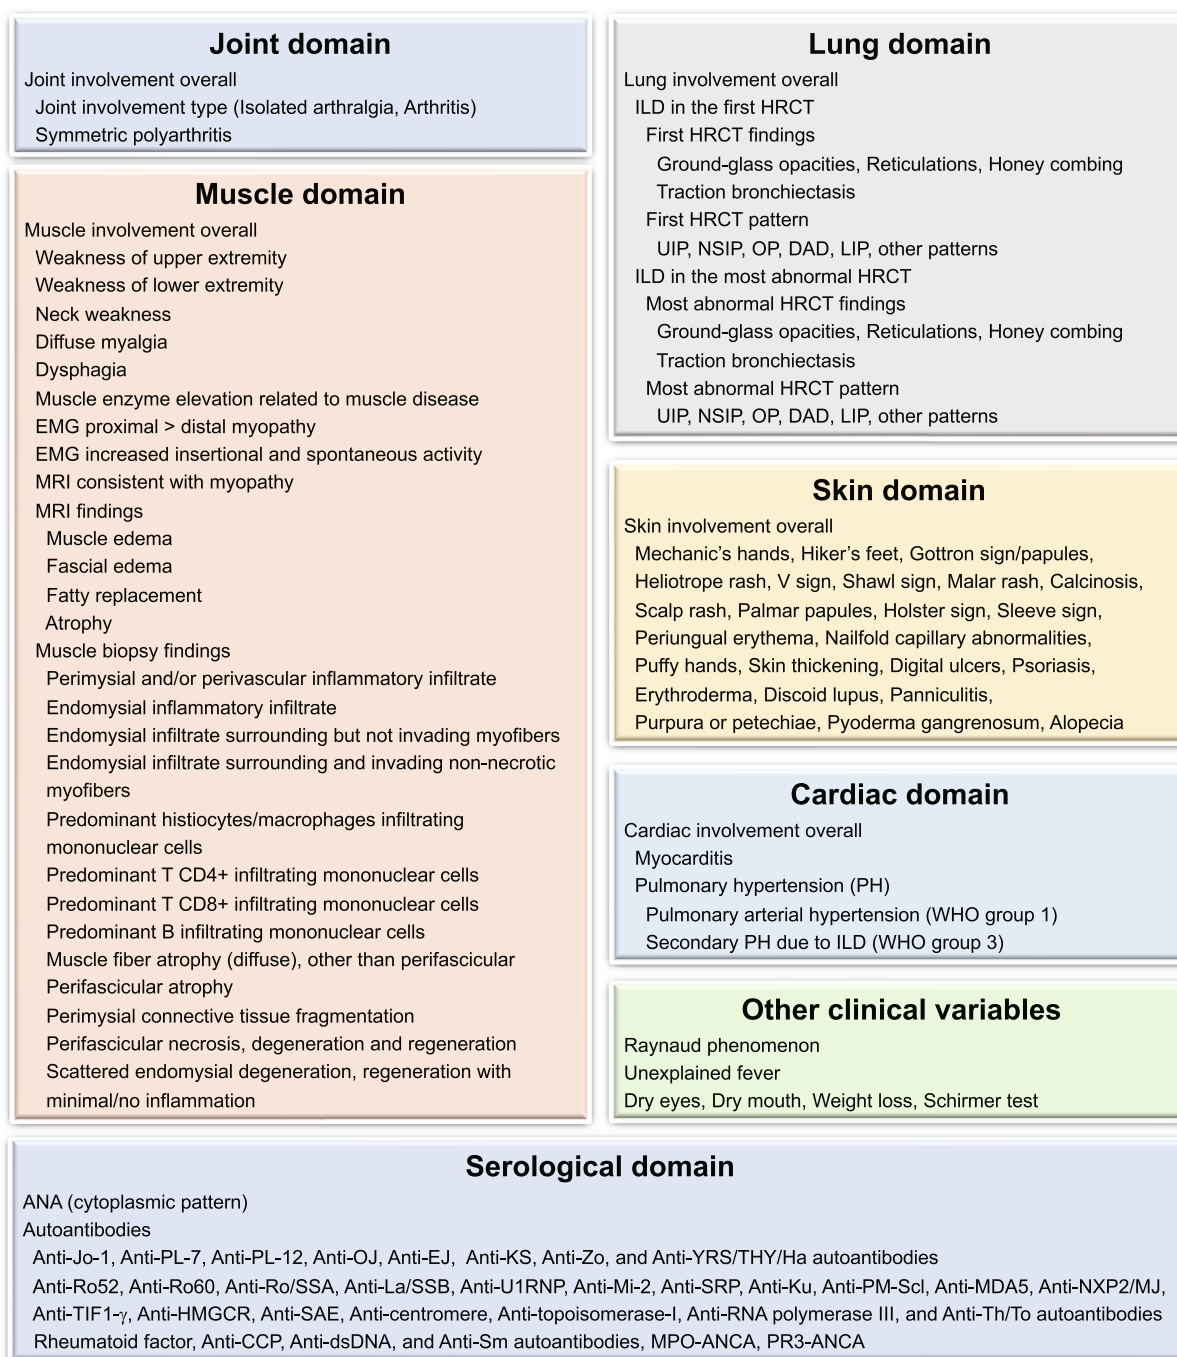 Joint domain
Joint involvement overall
Joint involvement type (Isolated arthralgia, Arthritis)
Symmetric polyarthritis
Muscle domain
Muscle involvement overall
Weakness of upper extremity
Weakness of lower extremity
Neck weakness
Diffuse myalgia
Dysphagia
Muscle enzyme elevation related to muscle disease
EMG proximal > distal myopathy
EMG increased insertional and spontaneous activity
MRI consistent with myopathy
MRI findings
Muscle edema
Fascial edema
Fatty replacement
Atrophy
Muscle biopsy findings
Perimysial and/or perivascular inflammatory infiltrate
Endomysial inflammatory infiltrate
Endomysial infiltrate surrounding but not invading myofibers
Endomysial infiltrate surrounding and invading non-necrotic
myofibers
Predominant histiocytes/macrophages infiltrating
mononuclear cells
Predominant T CD4+ infiltrating mononuclear cells
Predominant T CD8+ infiltrating mononuclear cells
Predominant B infiltrating mononuclear cells
Muscle fiber atrophy (diffuse), other than perifascicular
Perifascicular atrophy
Perimysial connective tissue fragmentation
Perifascicular necrosis, degeneration and regeneration
Scattered endomysial degeneration, regeneration with
minimal/no inflammation
Lung domain
Lung involvement overall
ILD in the first HRCT
First HRCT findings
Ground-glass opacities, Reticulations, Honey combing
Traction bronchiectasis
First HRCT pattern
UIP, NSIP, OP, DAD, LIP, other patterns
ILD in the most abnormal HRCT
Most abnormal HRCT findings
Ground-glass opacities, Reticulations, Honey combing
Traction bronchiectasis
Most abnormal HRCT pattern
UIP, NSIP, OP, DAD, LIP, other patterns
Skin domain
Skin involvement overall
Mechanic's hands, Hiker's feet, Gottron sign/papules,
Heliotrope rash, V sign, Shawl sign, Malar rash, Calcinosis,
Scalp rash, Palmar papules, Holster sign, Sleeve sign,
Periungual erythema, Nailfold capillary abnormalities,
Puffy hands, Skin thickening, Digital ulcers, Psoriasis,
Erythroderma, Discoid lupus, Panniculitis,
Purpura or petechiae, Pyoderma gangrenosum, Alopecia
Cardiac domain
Cardiac involvement overall
Myocarditis
Pulmonary hypertension (PH)
Pulmonary arterial hypertension (WHO group 1)
Secondary PH due to ILD (WHO group 3)
Other clinical variables
Raynaud phenomenon
Unexplained fever
Dry eyes, Dry mouth, Weight loss, Schirmer test
Serological domain
ANA (cytoplasmic pattern)
Autoantibodies
Anti-Jo-1, Anti-PL-7, Anti-PL-12, Anti-OJ, Anti-EJ, Anti-KS, Anti-Zo, and Anti-YRS/THY/Ha autoantibodies
Anti-Ro52, Anti-Ro60, Anti-Ro/SSA, Anti-La/SSB, Anti-U1RNP, Anti-Mi-2, Anti-SRP, Anti-Ku, Anti-PM-Scl, Anti-MDA5, Anti-NXP2/MJ,
Anti-TIF1-γ, Anti-HMGCR, Anti-SAE, Anti-centromere, Anti-topoisomerase-I, Anti-RNA polymerase III, and Anti-Th/To autoantibodies
Rheumatoid factor, Anti-CCP, Anti-dsDNA, and Anti-Sm autoantibodies, MPO-ANCA, PR3-ANCA